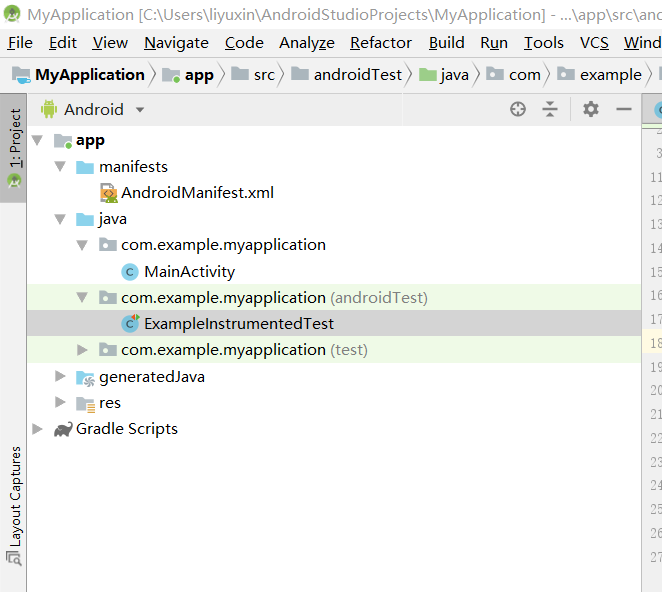 MyApplication [C:\Users\liyuxin\AndroidStudioProjects\MyApplication] - ...\app\src\anc
File Edit View Navigate Code Analyze Refactor Build Run Tools VCS Wind
MyApplication app src androidTest java com example
1: Project
Android
app
manifests
AndroidManifest.xml
java
com.example.myapplication
MainActivity
com.example.myapplication (androidTest)
ExampleInstrumentedTest
com.example.myapplication (test)
generatedJava
res
Gradle Scripts
Layout Captures
3
11
12
13
14
15
16
17
18
19
20
21
22
23
24
25
26
27